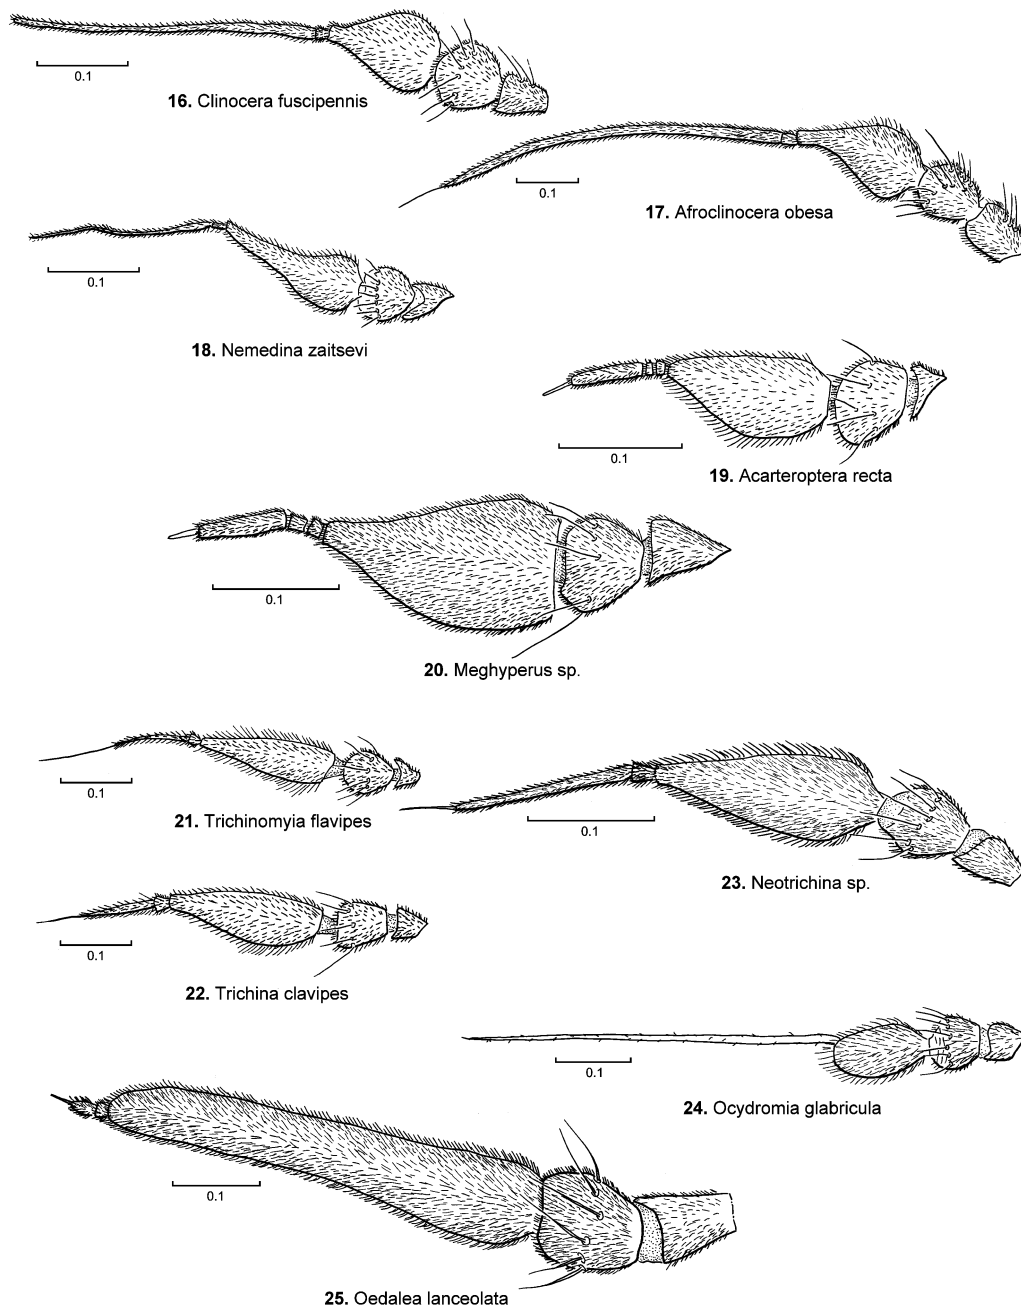 0.1
16. Clinocera fuscipennis
0.1
17. Afroclinocera obesa
0.1
18. Nemedina zaitsevi
0.1
19. Acarteroptera recta
0.1
20. Meghyperus sp.
0.1
21. Trichinomyia flavipes
0.1
23. Neotrichina sp.
0.1
22. Trichina clavipes
0.1
24. Ocydromia glabricula
0.1
25. Oedalea lanceolata